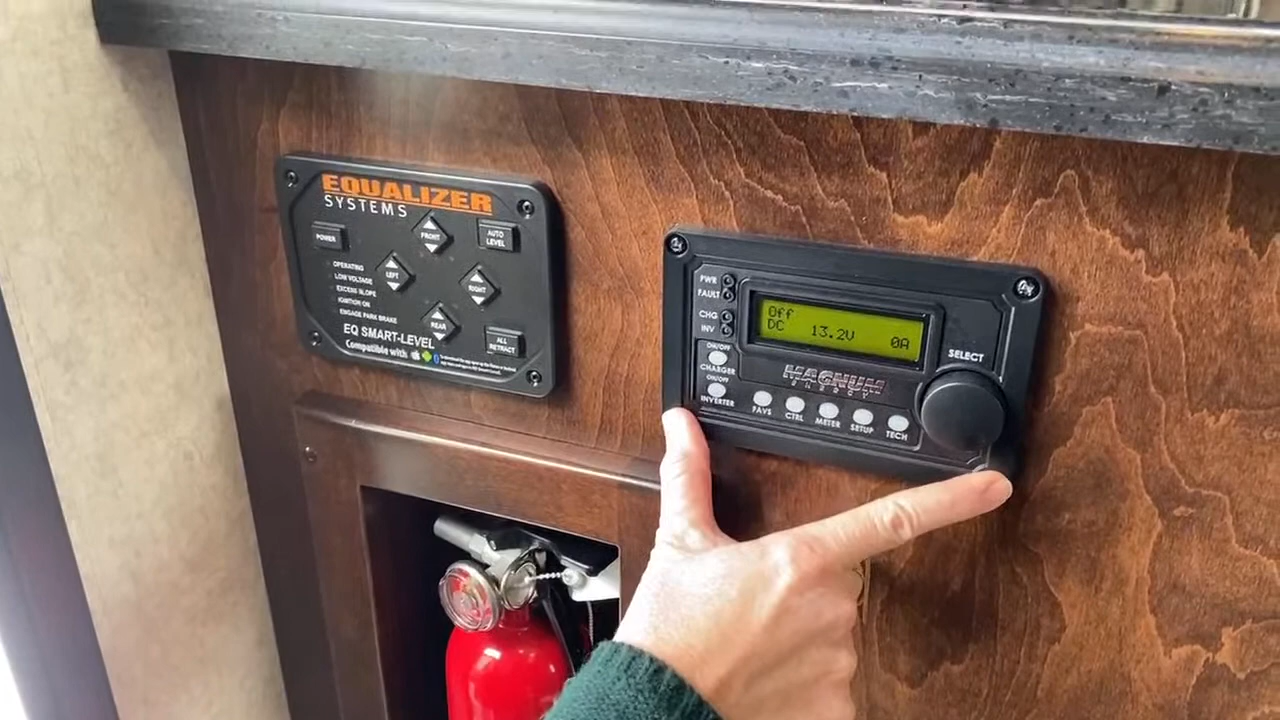 EQUALIZER
SYSTEMS
POWER
FRONT
AUTO
LEVEL
LEFT
RIGHT
OPERATING
LOW VOLTAGE
EXCESS SLOPE
IGNITION ON
ENGAGE PARK BRAKE
REAR
ALL
RETRACT
EQ SMART-LEVEL
Compatible with
PWR
FAULT
CHG
INV
Off
DC 13.2V 0A
SELECT
ON/OFF
CHARGER
ON/OFF
INVERTER
MAGNUM
ENERGY
FAVS
CTRL
METER
SETUP
TECH